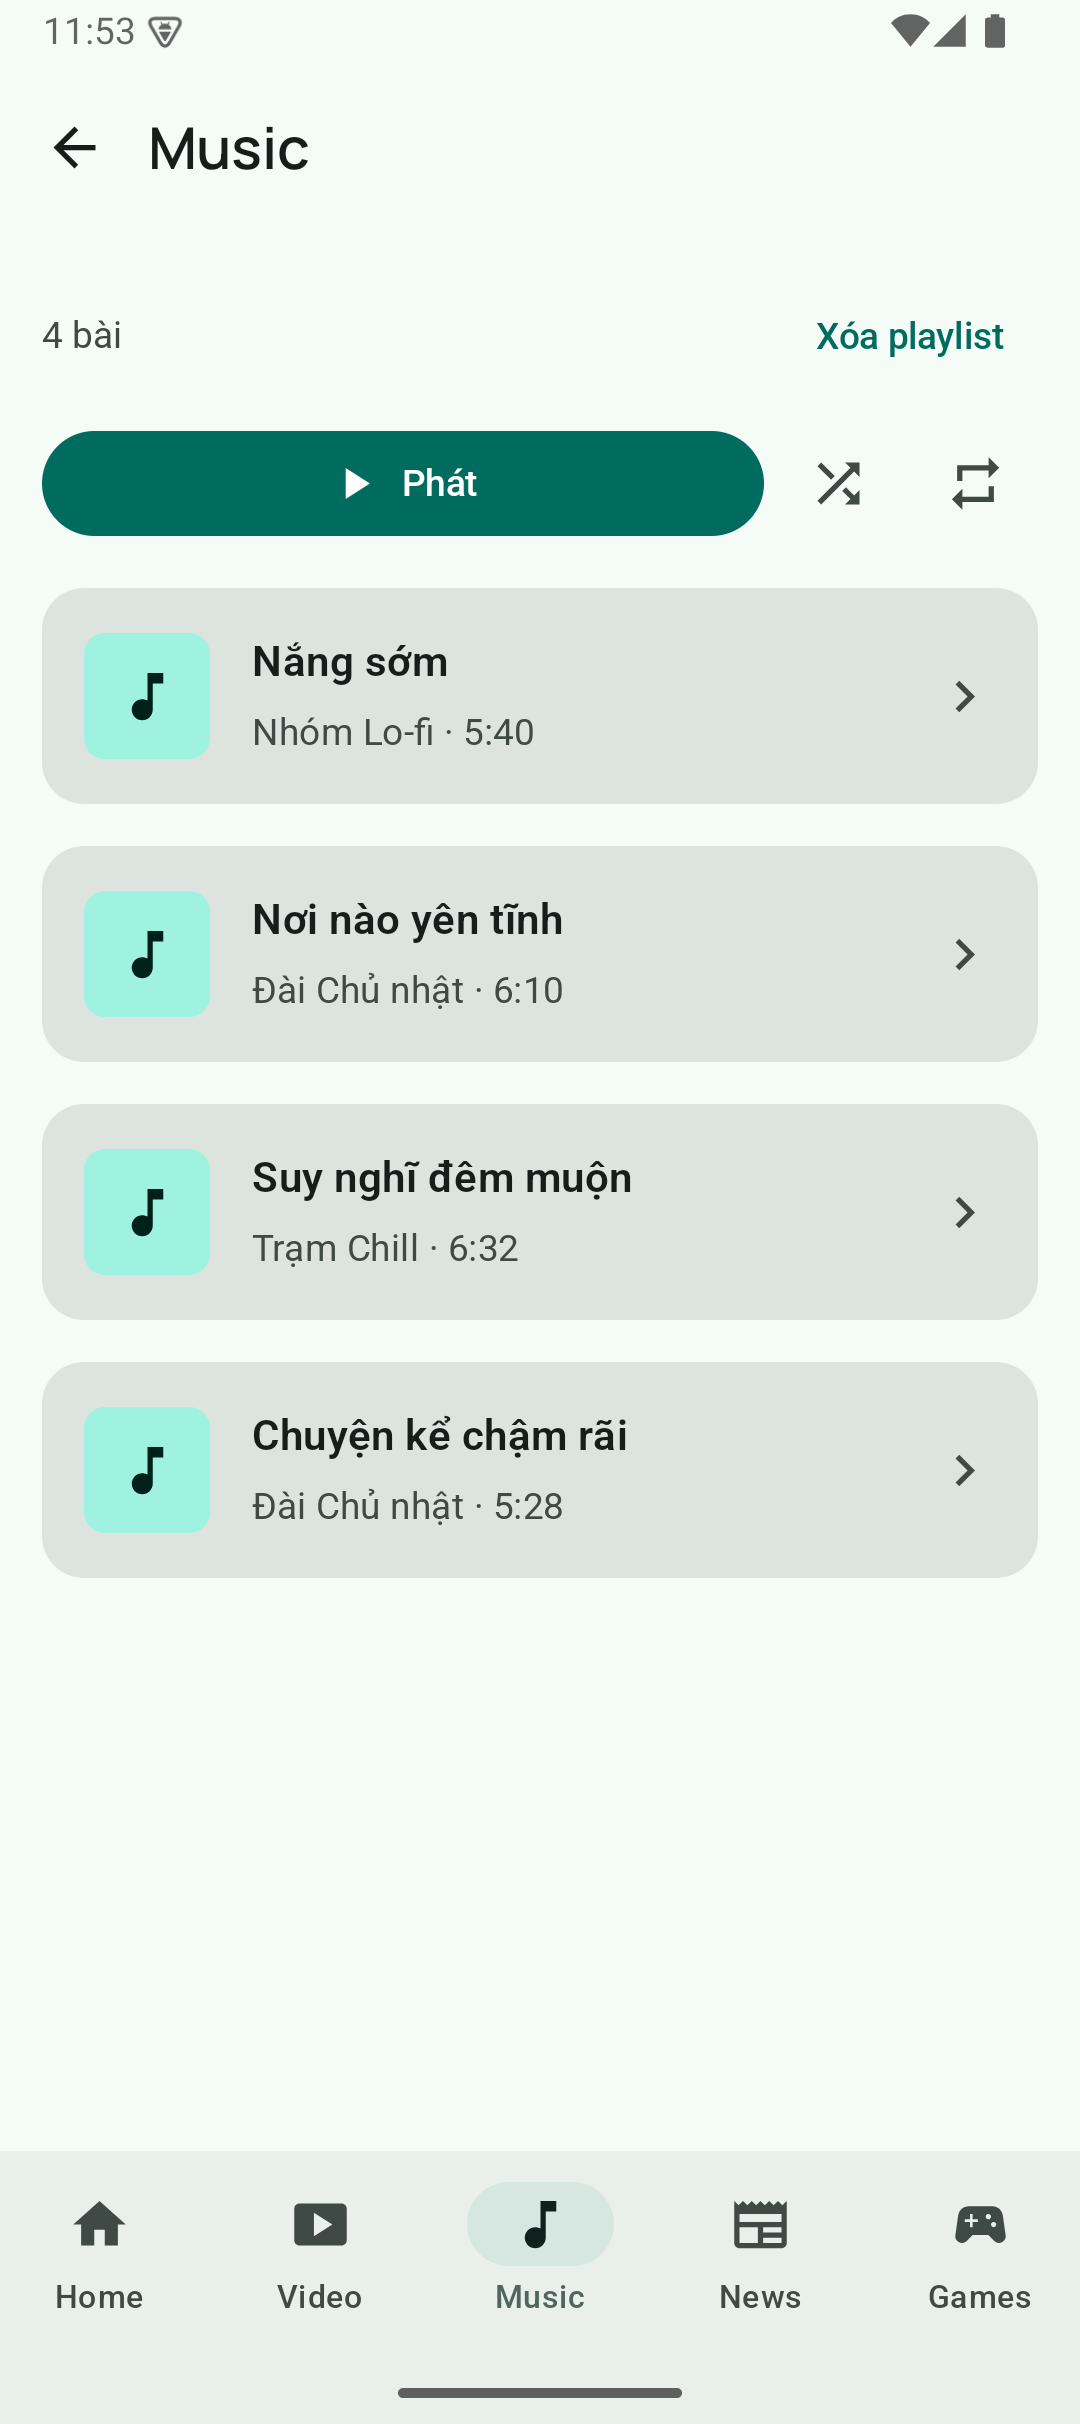 11:53
Music
4 bài
Xóa playlist
Phát
Nắng sớm
Nhóm Lo-fi · 5:40
Nơi nào yên tĩnh
Đài Chủ nhật · 6:10
Suy nghĩ đêm muộn
Trạm Chill · 6:32
Chuyện kể chậm rãi
Đài Chủ nhật · 5:28
Home
Video
Music
News
Games